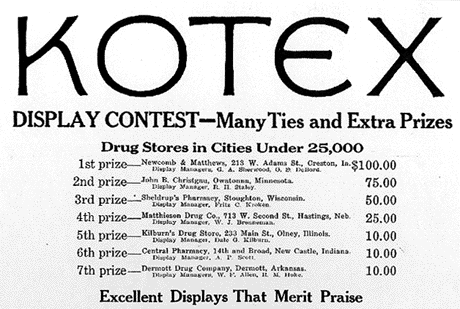 KOTEX
DISPLAY CONTEST—Many Ties and Extra Prizes
Drug Stores in Cities Under 25,000
1st prize—Newcomb & Matthews, 213 W. Adams St., Creston, Ia. $100.00
Display Managers, G. A. Sherwood, O. B. DeBord.
2nd prize—John B. Christgau, Owatonna, Minnesota. 75.00
Display Manager, R. H. Staley.
3rd prize—Sheldrup's Pharmacy, Stoughton, Wisconsin. 50.00
Display Manager, Fritz C.
4th prize—Matthieson Drug Co., 713 W. Second St., Hastings, Neb. 25.00
Display Manager, W. J. Brenneman.
5th prize—Kilburn's Drug Store, 233 Main St., Olney, Illinois. 10.00
Display Manager, Dale G. Kilburn.
6th prize—Central Pharmacy, 14th and Broad, New Castle, Indiana. 10.00
Display Manager, A. P. Scott.
7th prize—Dermott Drug Company, Dermott, Arkansas. 10.00
Display Managers, W. F. Allen, H. M. Hoke.
Excellent Displays That Merit Praise